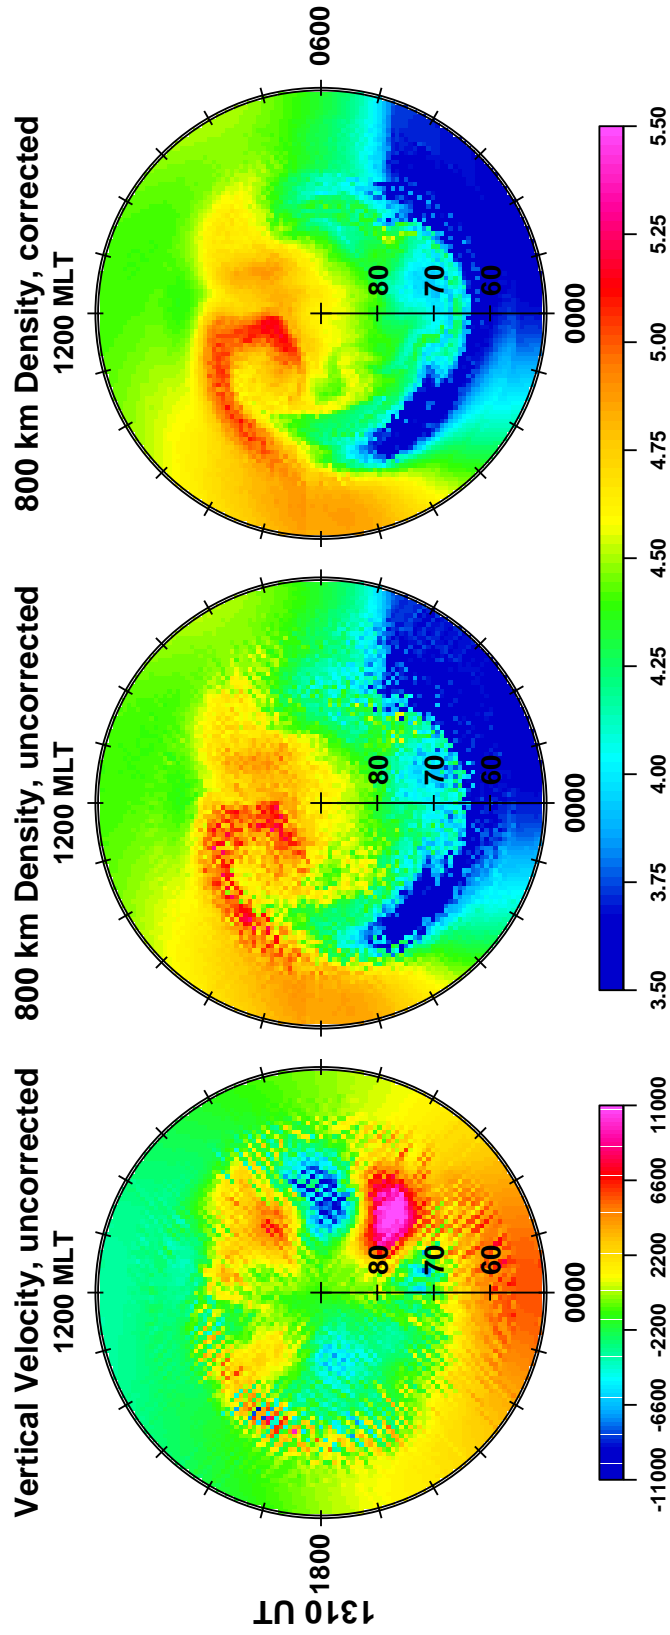 Vertical Velocity, uncorrected
800 km Density, uncorrected
800 km Density, corrected
1200 MLT
1200 MLT
1200 MLT
1310 UT
1800
0600
80
70
60
80
70
60
80
70
60
0000
0000
0000
-11000 -6600 -2200 2200 6600 11000
3.50 3.75 4.00 4.25 4.50 4.75 5.00 5.25 5.50